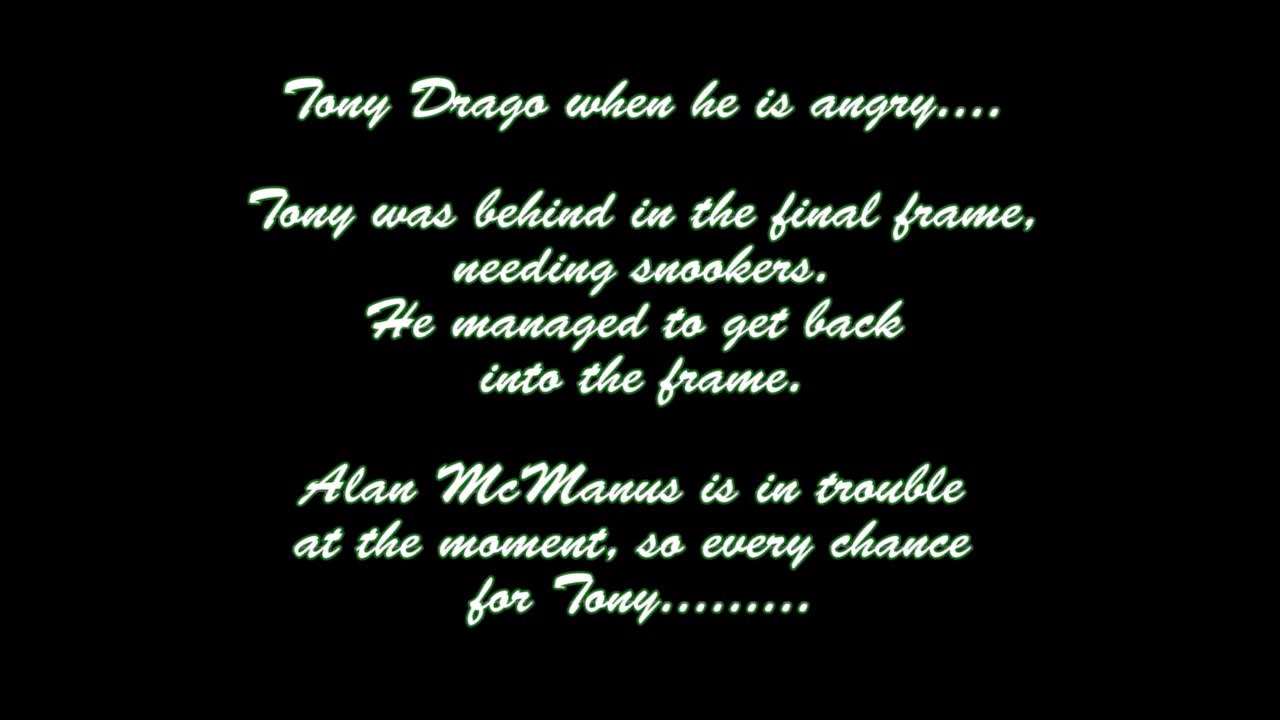 Tony Drago when he is angry....
Tony was behind in the final frame,
needing snookers.
He managed to get back
into the frame.
Alan McManus is in trouble
at the moment, so every chance
for Tony.........